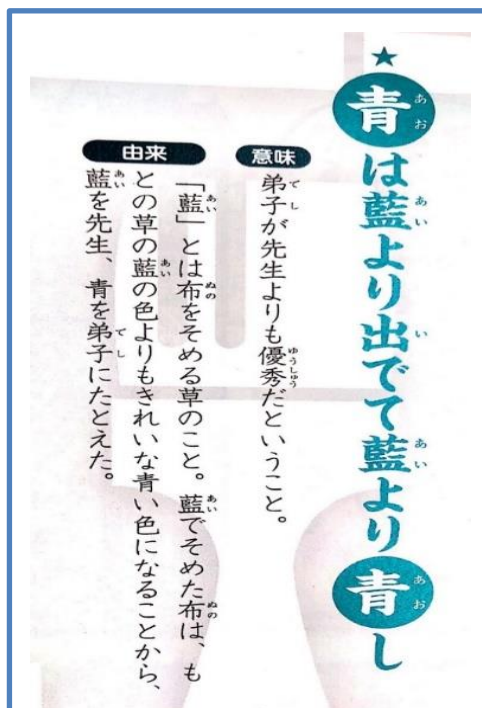 ★青は藍より出でて藍より青し
意味
弟子が先生よりも優秀だということ。
由来
「藍」とは布をそめる草のこと。藍でそめた布は、も
との草の藍の色よりもきれいな青い色になることから、
藍を先生、青を弟子にたとえた。